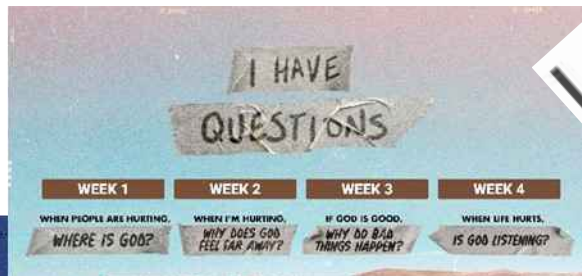 I HAVE
QUESTIONS
WEEK 1
WEEK 2
WEEK 3
WEEK 4
WHEN PEOPLE ARE HURTING,
WHERE IS GOD?
WHEN I'M HURTING,
WHY DOES GOD
FEEL FAR AWAY?
IF GOD IS GOOD,
WHY DO BAD
THINGS HAPPEN?
WHEN LIFE HURTS,
IS GOD LISTENING?